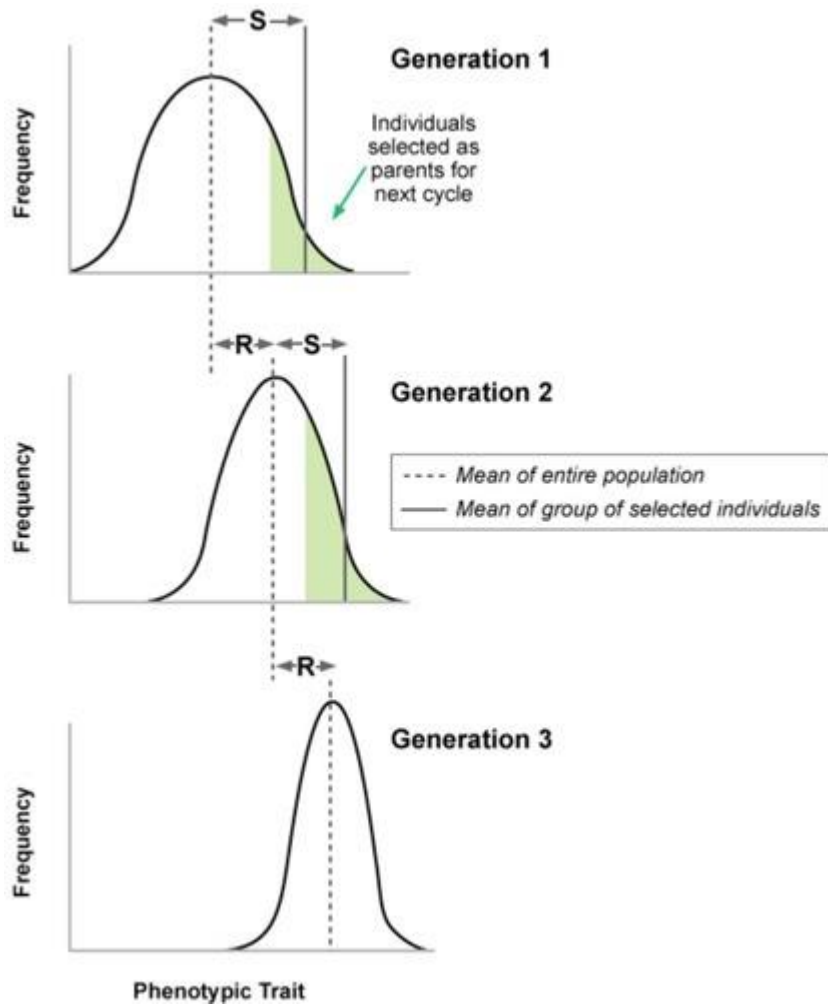 S
Generation 1
Frequency
Individuals
selected as
parents for
next cycle
R S
Generation 2
Frequency
Mean of entire population
Mean of group of selected individuals
R
Generation 3
Frequency
Phenotypic Trait